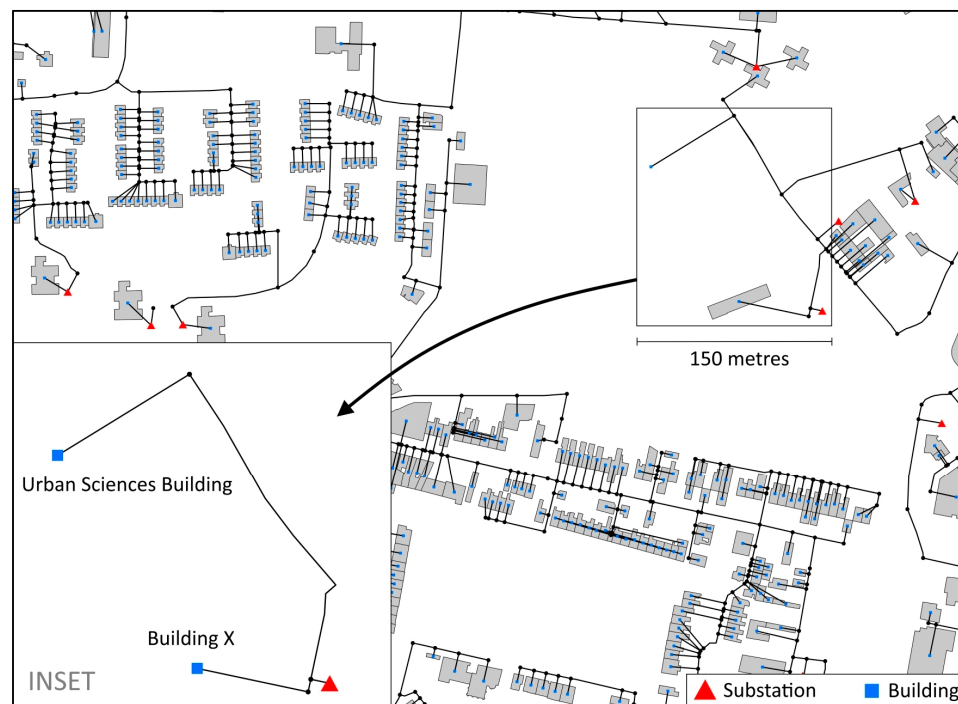 150 metres
Urban Sciences Building
Building X
INSET
Substation
Building